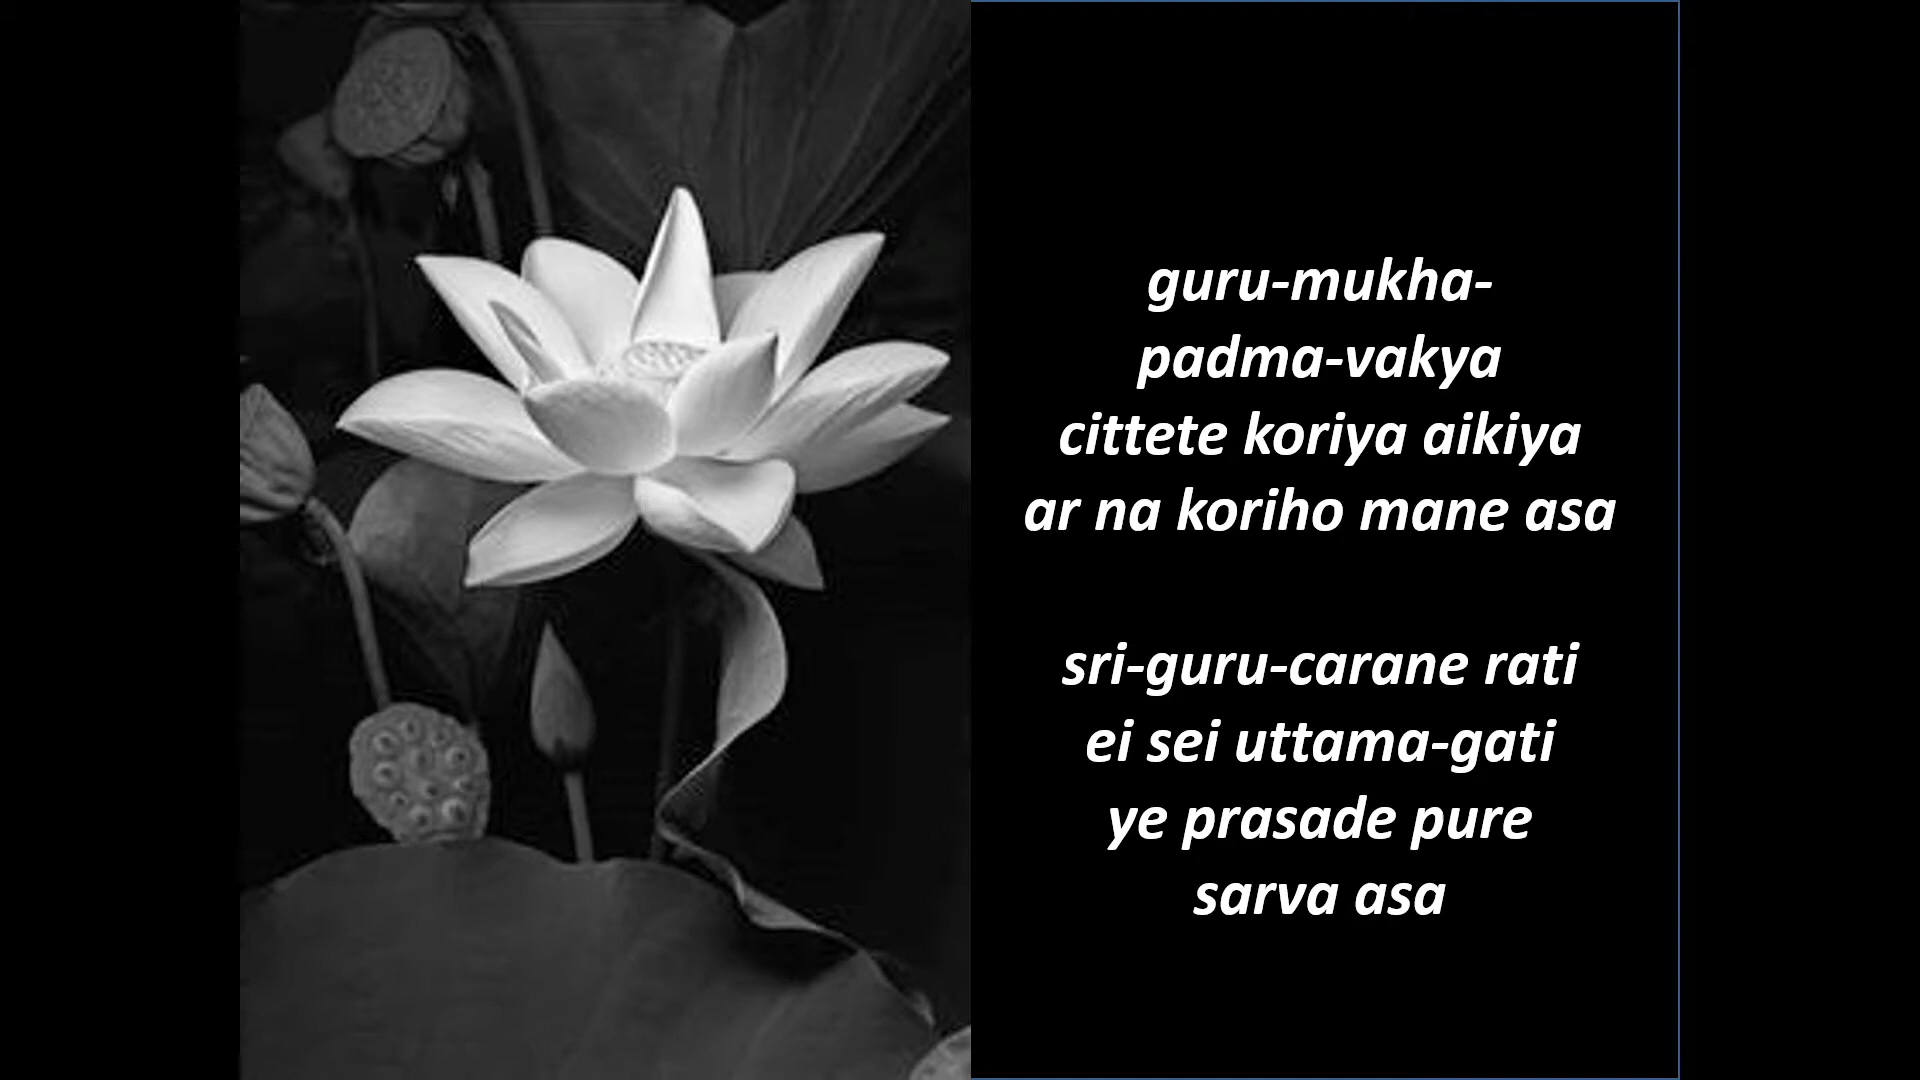 guru-mukha-
padma-vakya
cittete koriya aikiya
ar na koriho mane asa
sri-guru-carane rati
ei sei uttama-gati
ye prasade pure
sarva asa